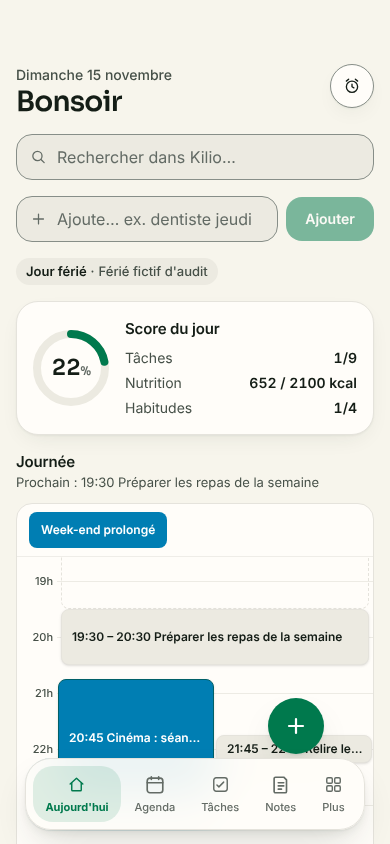 Dimanche 15 novembre
Bonsoir
Rechercher dans Kilio...
Ajoute... ex. dentiste jeudi
Ajouter
Jour férié · Férié fictif d'audit
Score du jour
22%
Tâches 1/9
Nutrition 652 / 2100 kcal
Habitudes 1/4
Journée
Prochain : 19:30 Préparer les repas de la semaine
Week-end prolongé
19h
20h
19:30 – 20:30 Préparer les repas de la semaine
21h
20:45 Cinéma : séan...
22h
21:45 – 22 Relire le...
Aujourd'hui
Agenda
Tâches
Notes
Plus